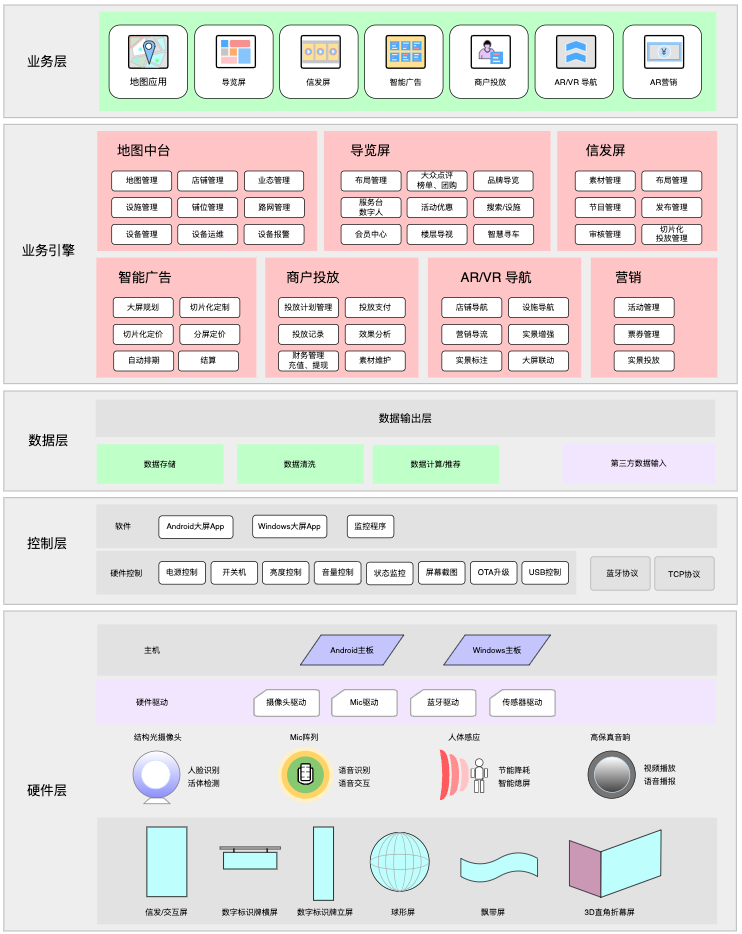 业务层
地图应用
导览屏
信发屏
智能广告
商户投放
AR/VR 导航
AR营销
业务引擎
地图中台
地图管理
店铺管理
业态管理
设施管理
铺位管理
路网管理
设备管理
设备运维
设备报警
导览屏
布局管理
大众点评
榜单、团购
品牌导览
服务台
数字人
活动优惠
搜索/设施
会员中心
楼层导视
智慧寻车
信发屏
素材管理
布局管理
节目管理
发布管理
审核管理
切片化
投放管理
智能广告
大屏规划
切片化定制
切片化定价
分屏定价
自动排期
结算
商户投放
投放计划管理
投放支付
投放记录
效果分析
财务管理
充值、提现
素材维护
AR/VR 导航
店铺导航
设施导航
营销导流
实景增强
实景标注
大屏联动
营销
活动管理
票券管理
实景投放
数据层
数据输出层
数据存储
数据清洗
数据计算/推荐
第三方数据输入
控制层
软件
Android大屏App
Windows大屏App
监控程序
硬件控制
电源控制
开关机
亮度控制
音量控制
状态监控
屏幕截图
OTA升级
USB控制
蓝牙协议
TCP协议
硬件层
主机
Android主板
Windows主板
硬件驱动
摄像头驱动
Mic驱动
蓝牙驱动
传感器驱动
结构光摄像头
人脸识别
活体检测
Mic阵列
语音识别
语音交互
人体感应
节能降耗
智能熄屏
高保真音响
视频播放
语音播报
信发/交互屏
数字标识牌横屏
数字标识牌立屏
球形屏
飘带屏
3D直角折幕屏